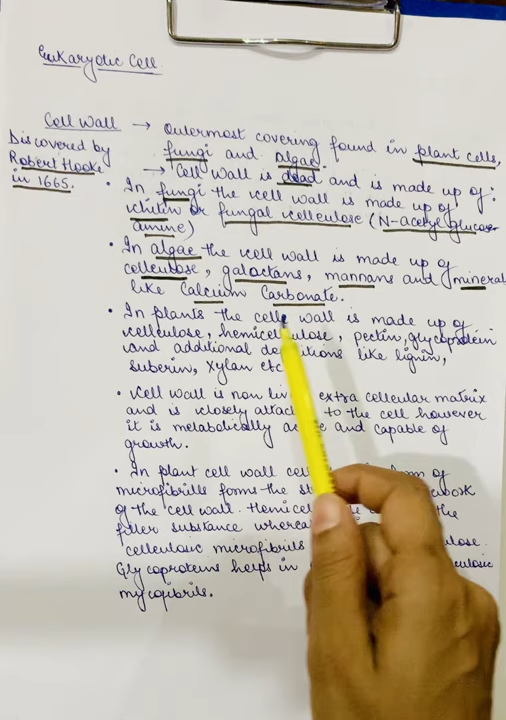 Eukaryotic Cell
Cell Wall → Outermost covering found in plant cells,
fungi and Algae.
Discovered by
Robert Hooke
in 1665.
→ Cell Wall is dead and is made up of:
• In fungi the cell wall is made up of
chitin or fungal cellulose (N-acetyl glucos-
amine)
• In algae the cell wall is made up of
cellulose, galactans, mannans and mineral
like Calcium Carbonate.
• In plants the cell wall is made up of
cellulose, hemicellulose, pectin, glycoprotein
and additional like lignin,
suberin, xylan etc
• Cell wall is non extra cellular matrix
and is closely to the cell however
it is metabolically and capable of
growth.
• In plant cell wall of
microfibrills forms the
of the cell wall. the
filler substance
cellulosic microfibrils
Glycoproteins helps in